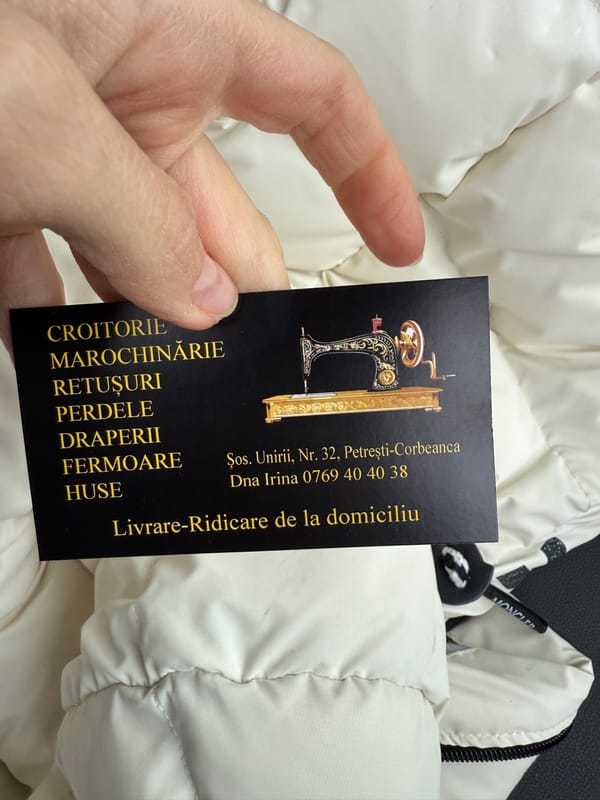 CROITORIE
MAROCHINĂRIE
RETUȘURI
PERDELE
DRAPERII
FERMOARE
HUSE
Șos. Unirii, Nr. 32, Petrești-Corbeanca
Dna Irina 0769 40 40 38
Livrare-Ridicare de la domiciliu
MONCLER